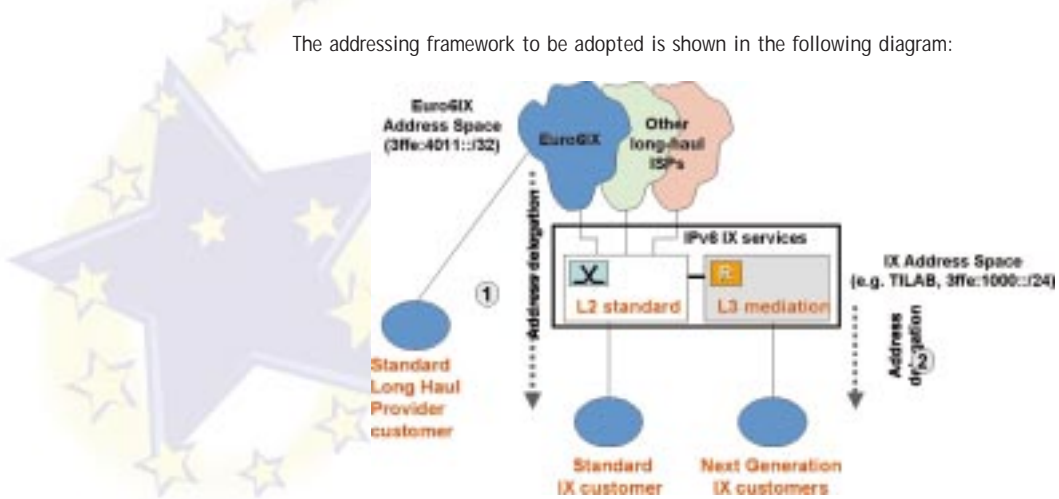 The addressing framework to be adopted is shown in the following diagram:
Euro6IX
Address Space
(3ffe:4011::/32)
Euro6IX
Other
long-haul
ISPs
Address delegation
IPv6 IX services
X
R
L2 standard
L3 mediation
IX Address Space
(e.g. TILAB, 3ffe:1000::/24)
1
Address
delegation
2
Standard
Long Haul
Provider
customer
Standard
IX customer
Next Generation
IX customers